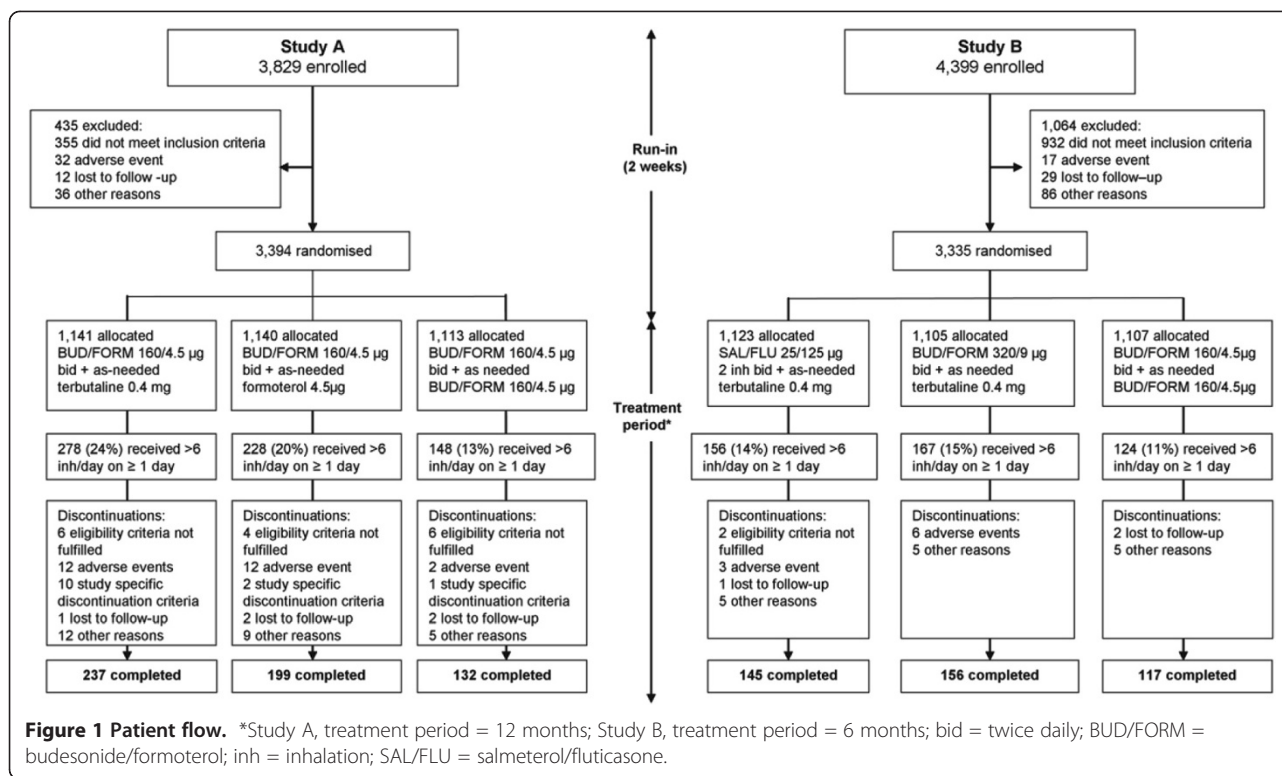 Study A
3,829 enrolled
435 excluded:
355 did not meet inclusion criteria
32 adverse event
12 lost to follow -up
36 other reasons
3,394 randomised
1,141 allocated
BUD/FORM 160/4.5 µg
bid + as-needed
terbutaline 0.4 mg
1,140 allocated
BUD/FORM 160/4.5 µg
bid + as needed
formoterol 4.5µg
1,113 allocated
BUD/FORM 160/4.5 µg
bid + as needed
BUD/FORM 160/4.5 µg
278 (24%) received >6
inh/day on ≥ 1 day
228 (20%) received >6
inh/day on ≥ 1 day
148 (13%) received >6
inh/day on ≥ 1 day
Discontinuations:
6 eligibility criteria not
fulfilled
12 adverse events
10 study specific
discontinuation criteria
1 lost to follow-up
12 other reasons
Discontinuations:
4 eligibility criteria not
fulfilled
12 adverse event
2 study specific
discontinuation criteria
2 lost to follow-up
9 other reasons
Discontinuations:
6 eligibility criteria not
fulfilled
2 adverse event
1 study specific
discontinuation criteria
2 lost to follow-up
5 other reasons
237 completed
199 completed
132 completed
Run-in
(2 weeks)
Treatment
period*
Study B
4,399 enrolled
1,064 excluded:
932 did not meet inclusion criteria
17 adverse event
29 lost to follow–up
86 other reasons
3,335 randomised
1,123 allocated
SAL/FLU 25/125 µg
2 inh bid + as-needed
terbutaline 0.4 mg
1,105 allocated
BUD/FORM 320/9 µg
bid + as needed
terbutaline 0.4 mg
1,107 allocated
BUD/FORM 160/4.5µg
bid + as needed
BUD/FORM 160/4.5µg
156 (14%) received >6
inh/day on ≥ 1 day
167 (15%) received >6
inh/day on ≥ 1 day
124 (11%) received >6
inh/day on ≥ 1 day
Discontinuations:
2 eligibility criteria not
fulfilled
3 adverse event
1 lost to follow-up
5 other reasons
Discontinuations:
6 adverse events
5 other reasons
Discontinuations:
2 lost to follow-up
5 other reasons
145 completed
156 completed
117 completed
Figure 1 Patient flow. *Study A, treatment period = 12 months; Study B, treatment period = 6 months; bid = twice daily; BUD/FORM =
budesonide/formoterol; inh = inhalation; SAL/FLU = salmeterol/fluticasone.